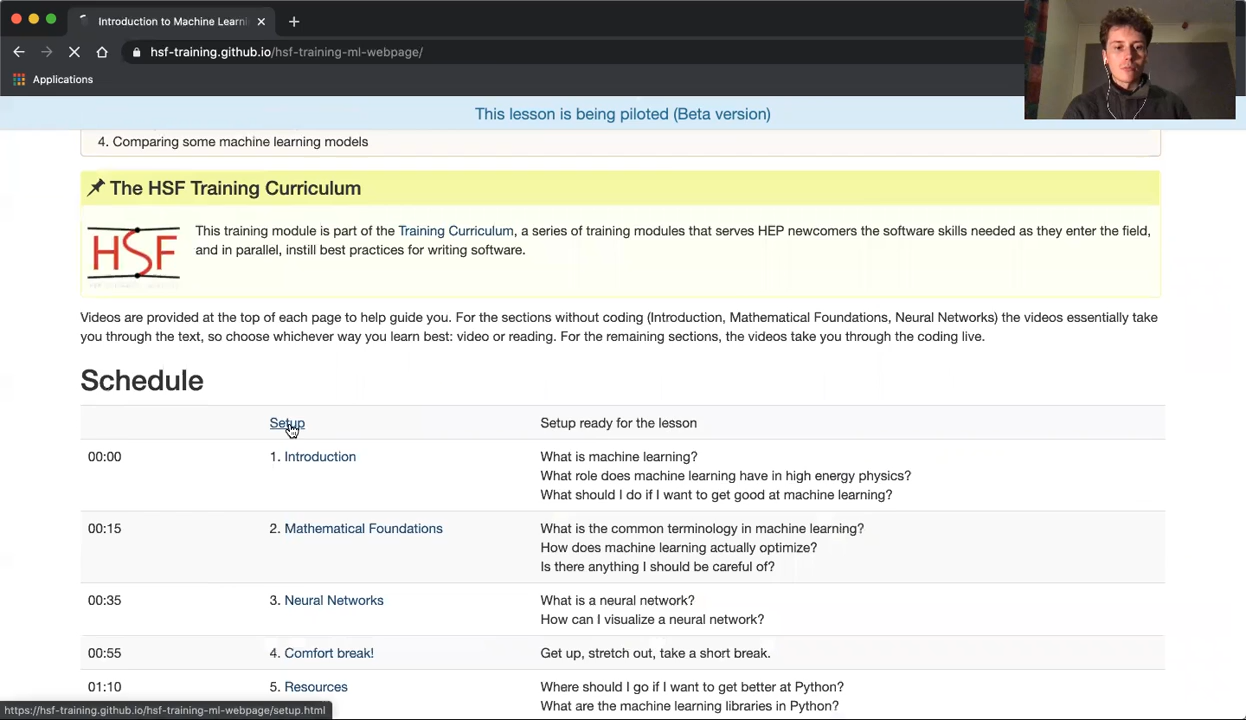 Introduction to Machine Learni
hsf-training.github.io/hsf-training-ml-webpage/
Applications
This lesson is being piloted (Beta version)
4. Comparing some machine learning models
The HSF Training Curriculum
HSF
This training module is part of the Training Curriculum, a series of training modules that serves HEP newcomers the software skills needed as they enter the field,
and in parallel, instill best practices for writing software.
Videos are provided at the top of each page to help guide you. For the sections without coding (Introduction, Mathematical Foundations, Neural Networks) the videos essentially take
you through the text, so choose whichever way you learn best: video or reading. For the remaining sections, the videos take you through the coding live.
Schedule
Setup Setup ready for the lesson
00:00 1. Introduction What is machine learning?
What role does machine learning have in high energy physics?
What should I do if I want to get good at machine learning?
00:15 2. Mathematical Foundations What is the common terminology in machine learning?
How does machine learning actually optimize?
Is there anything I should be careful of?
00:35 3. Neural Networks What is a neural network?
How can I visualize a neural network?
00:55 4. Comfort break! Get up, stretch out, take a short break.
01:10 5. Resources Where should I go if I want to get better at Python?
What are the machine learning libraries in Python?
https://hsf-training.github.io/hsf-training-ml-webpage/setup.html